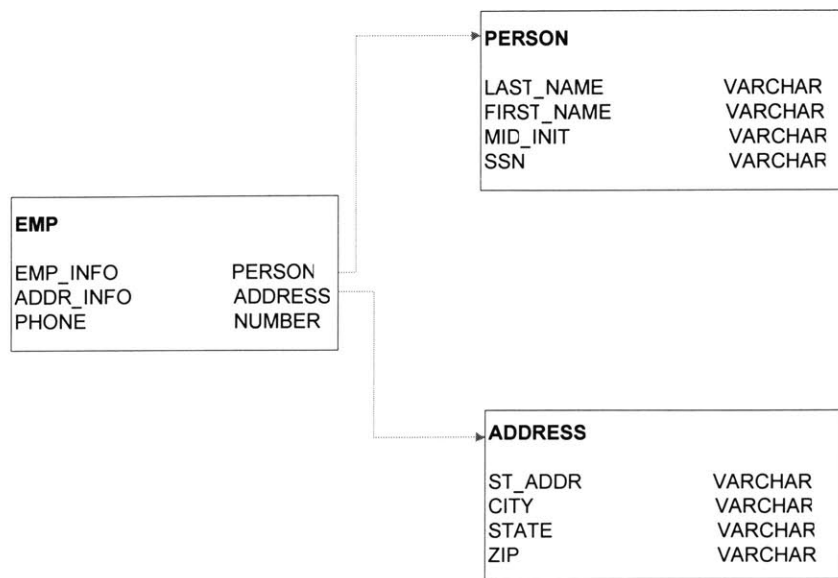 PERSON
LAST_NAME VARCHAR
FIRST_NAME VARCHAR
MID_INIT VARCHAR
SSN VARCHAR
EMP
EMP_INFO PERSON
ADDR_INFO ADDRESS
PHONE NUMBER
ADDRESS
ST_ADDR VARCHAR
CITY VARCHAR
STATE VARCHAR
ZIP VARCHAR